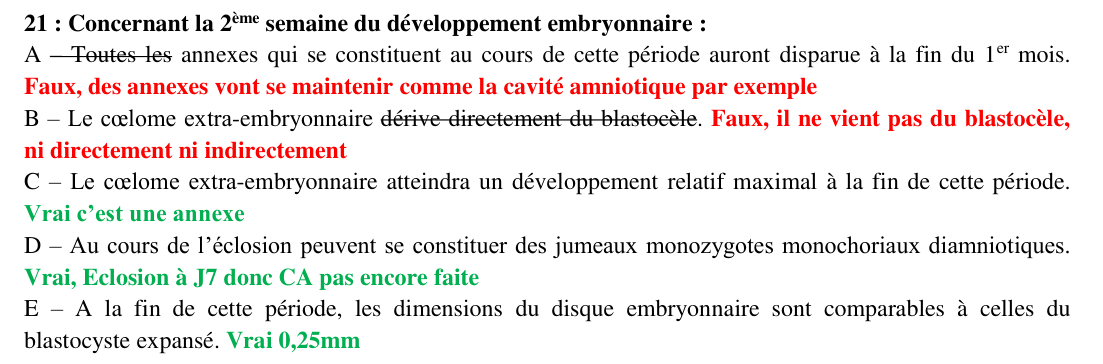 21 : Concernant la 2ème semaine du développement embryonnaire :
A – Toutes les annexes qui se constituent au cours de cette période auront disparue à la fin du 1er mois.
Faux, des annexes vont se maintenir comme la cavité amniotique par exemple
B – Le cœlome extra-embryonnaire dérive directement du blastocèle. Faux, il ne vient pas du blastocèle,
ni directement ni indirectement
C – Le cœlome extra-embryonnaire atteindra un développement relatif maximal à la fin de cette période.
Vrai c’est une annexe
D – Au cours de l’éclosion peuvent se constituer des jumeaux monozygotes monochoriaux diamniotiques.
Vrai, Eclosion à J7 donc CA pas encore faite
E – A la fin de cette période, les dimensions du disque embryonnaire sont comparables à celles du
blastocyste expansé. Vrai 0,25mm